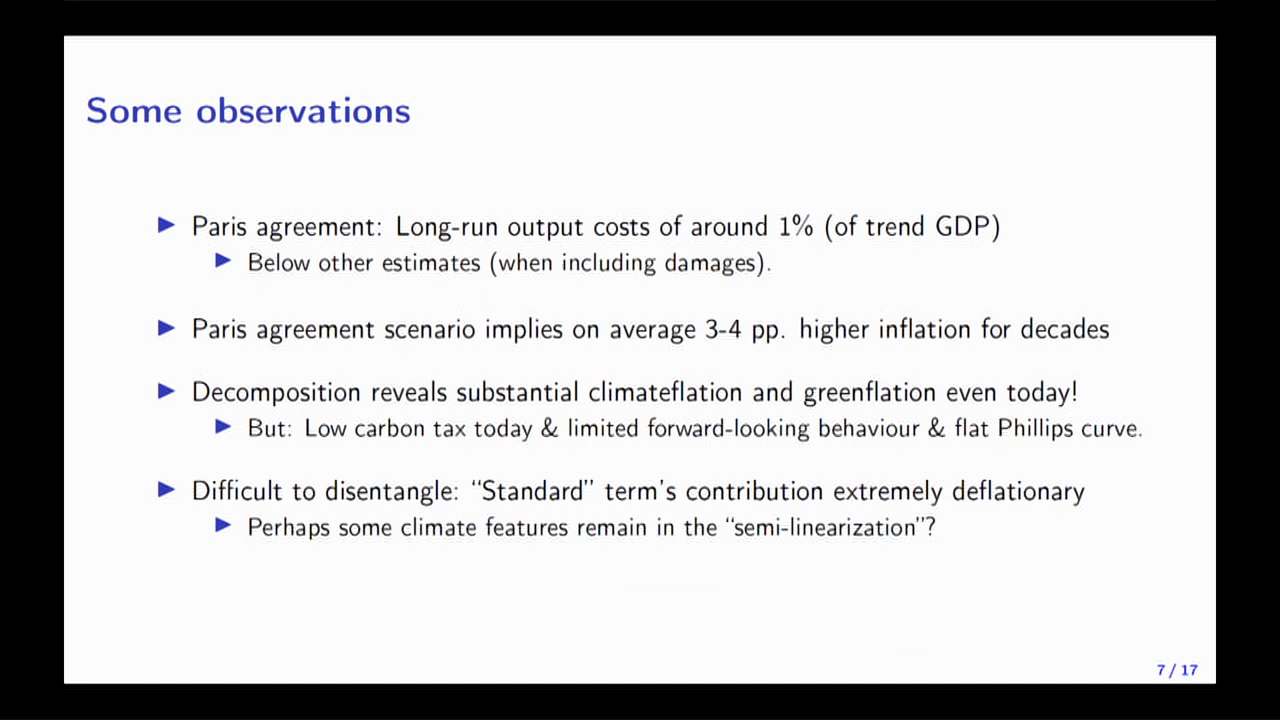 Some observations
Paris agreement: Long-run output costs of around 1% (of trend GDP)
Below other estimates (when including damages).
Paris agreement scenario implies on average 3-4 pp. higher inflation for decades
Decomposition reveals substantial climateflation and greenflation even today!
But: Low carbon tax today & limited forward-looking behaviour & flat Phillips curve.
Difficult to disentangle: “Standard” term's contribution extremely deflationary
Perhaps some climate features remain in the “semi-linearization”?
7 / 17